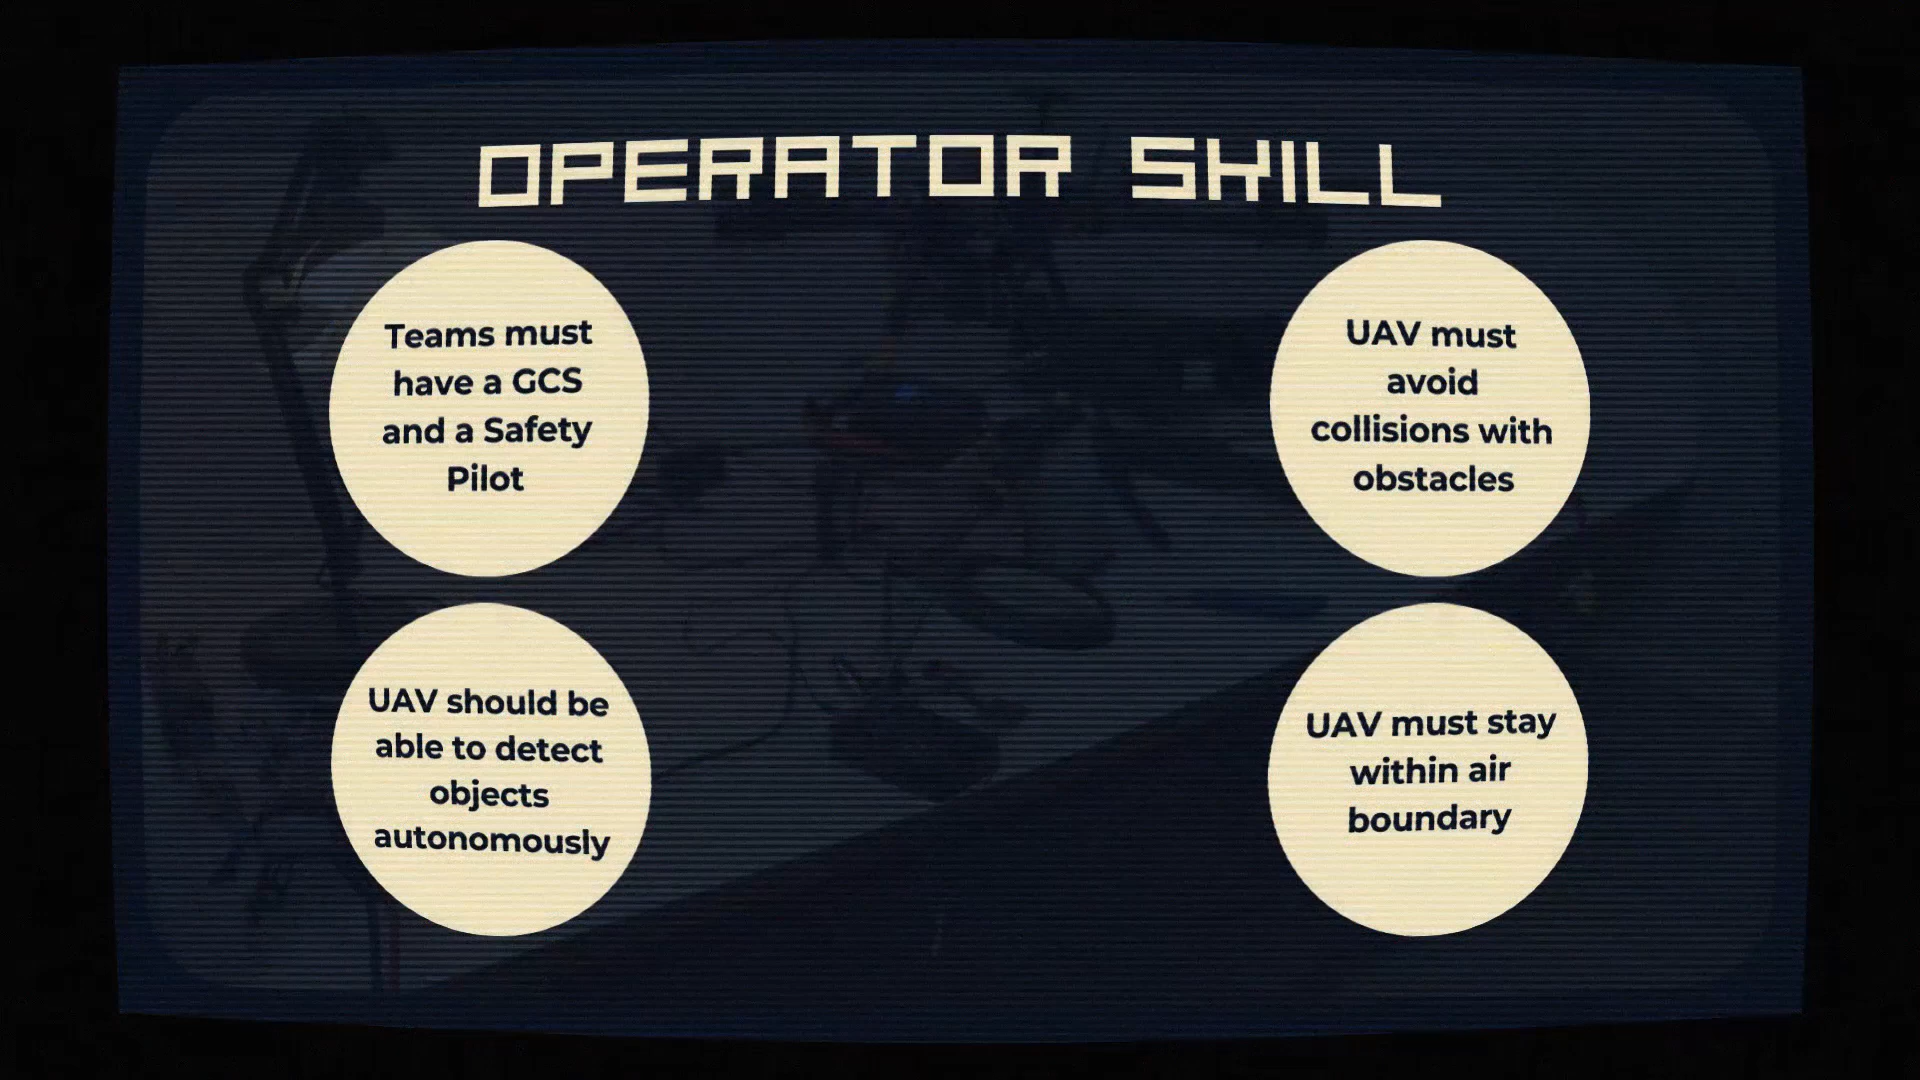 OPERATOR SKILL
Teams must
have a GCS
and a Safety
Pilot
UAV must
avoid
collisions with
obstacles
UAV should be
able to detect
objects
autonomously
UAV must stay
within air
boundary